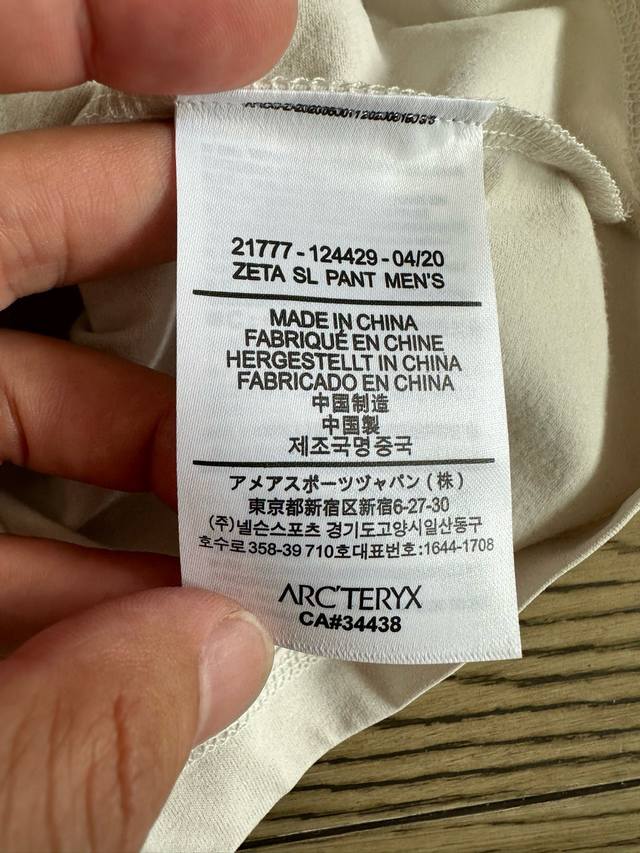 21777 - 124429 - 04/20
ZETA SL PANT MEN'S
MADE IN CHINA
FABRIQUÉ EN CHINE
HERGESTELLT IN CHINA
FABRICADO EN CHINA
中国制造
中国製
제조국명 중국
アメアスポーツヅャパン(株)
東京都新宿区新宿6-27-30
(주)넬슨스포츠 경기도고양시일산동구
호수로 358-39 710호대표번호:1644-1708
ARC'TERYX
CA#34438